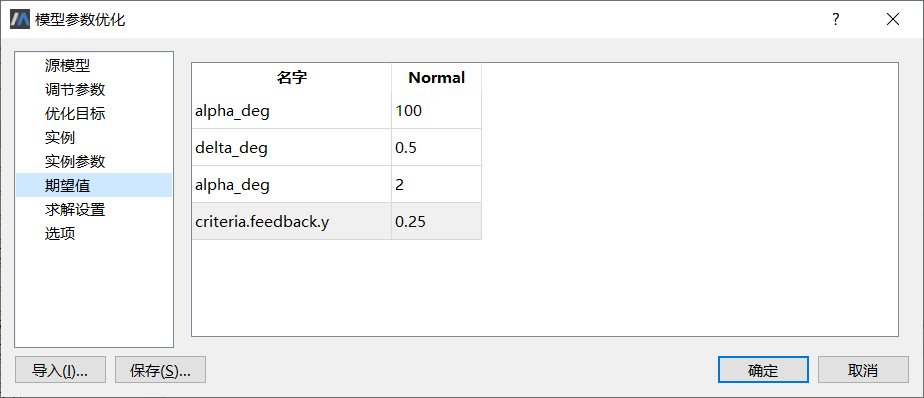 模型参数优化
?
源模型
调节参数
优化目标
实例
实例参数
期望值
求解设置
选项
名字 Normal
alpha_deg 100
delta_deg 0.5
alpha_deg 2
criteria.feedback.y 0.25
导入(I)... 保存(S)... 确定 取消